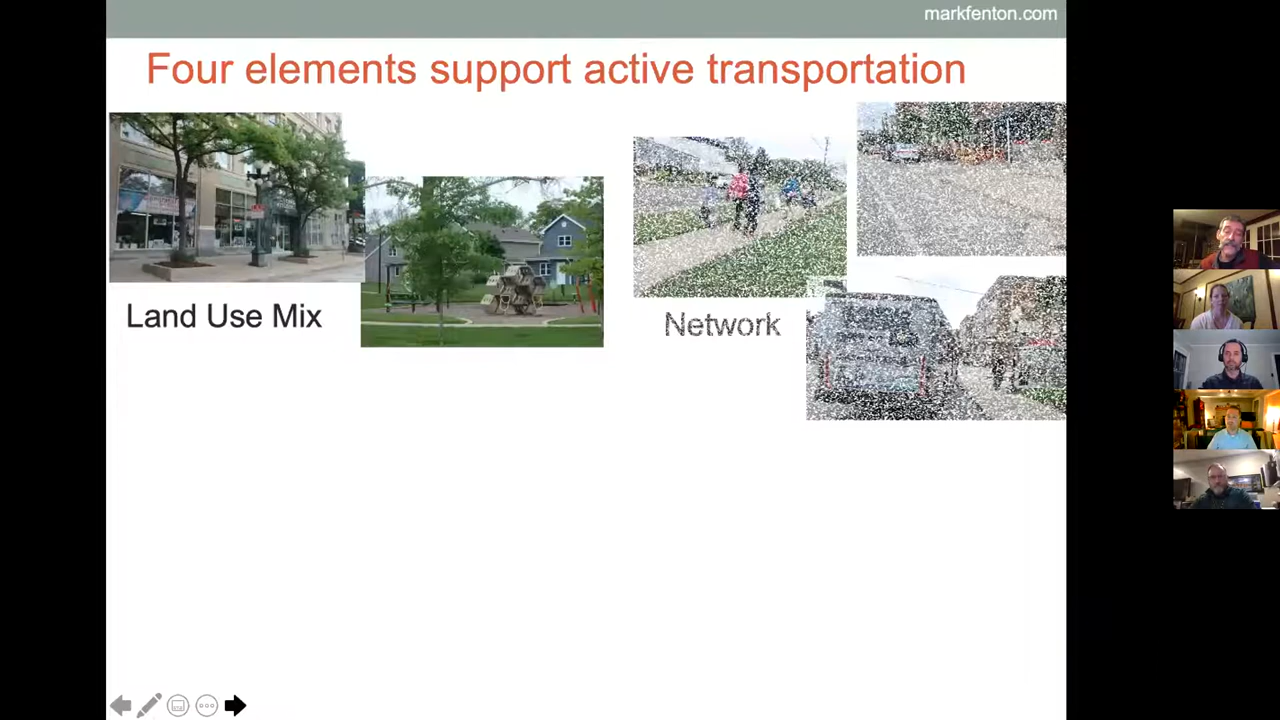 markfenton.com
Four elements support active transportation
Land Use Mix
Network